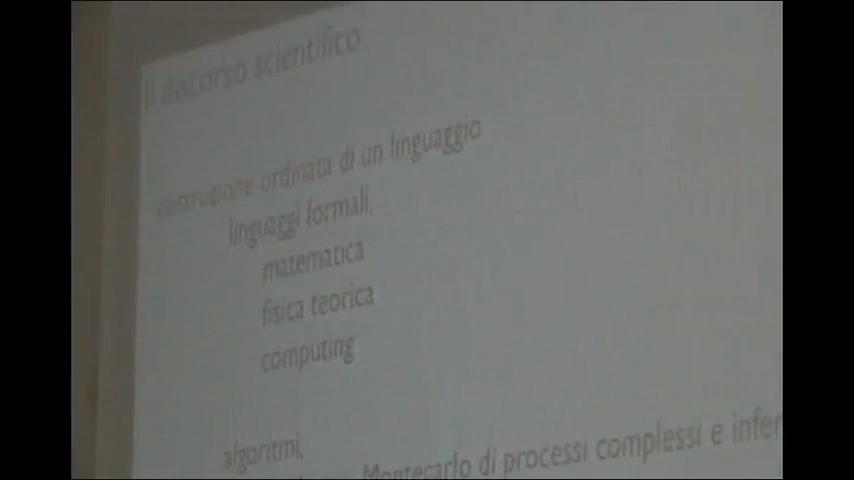 Il discorso scientifico
costruzione ordinata di un linguaggio
linguaggi formali,
matematica
fisica teorica
computing
algoritmi,
Montecarlo di processi complessi e infer